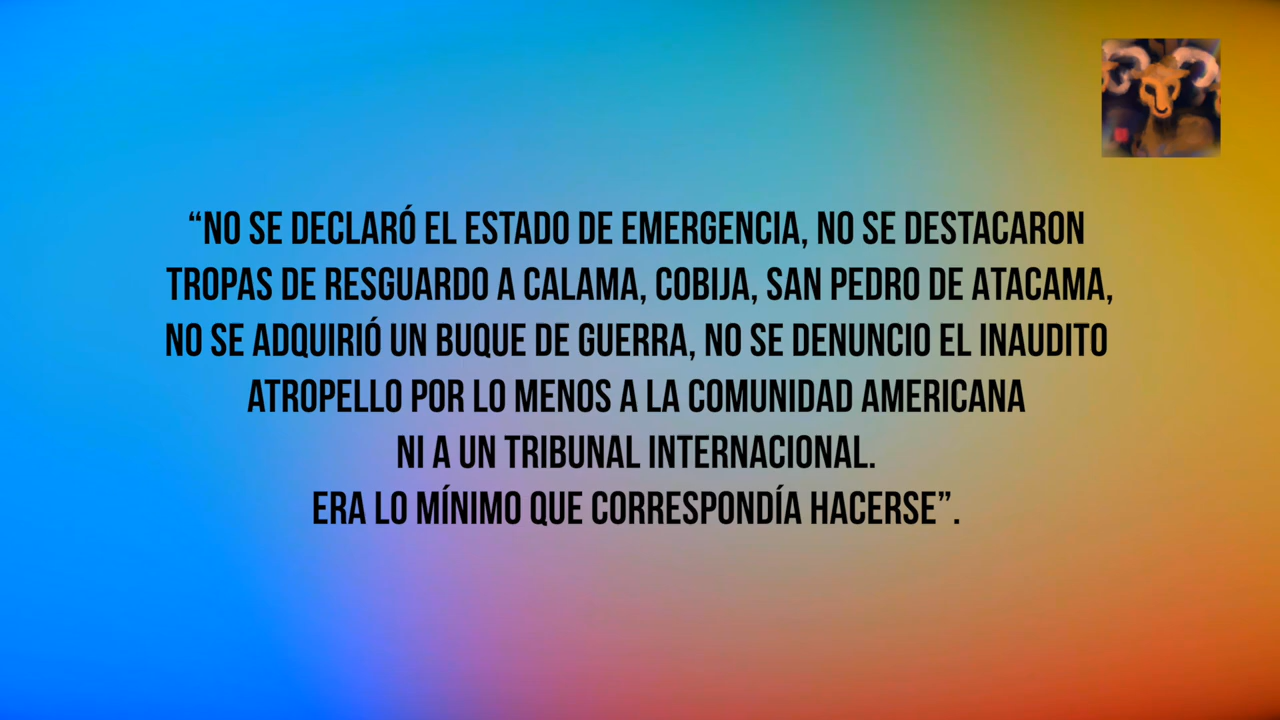 “NO SE DECLARÓ EL ESTADO DE EMERGENCIA, NO SE DESTACARON
TROPAS DE RESGUARDO A CALAMA, COBIJA, SAN PEDRO DE ATACAMA,
NO SE ADQUIRIÓ UN BUQUE DE GUERRA, NO SE DENUNCIO EL INAUDITO
ATROPELLO POR LO MENOS A LA COMUNIDAD AMERICANA
NI A UN TRIBUNAL INTERNACIONAL.
ERA LO MÍNIMO QUE CORRESPONDÍA HACERSE”.